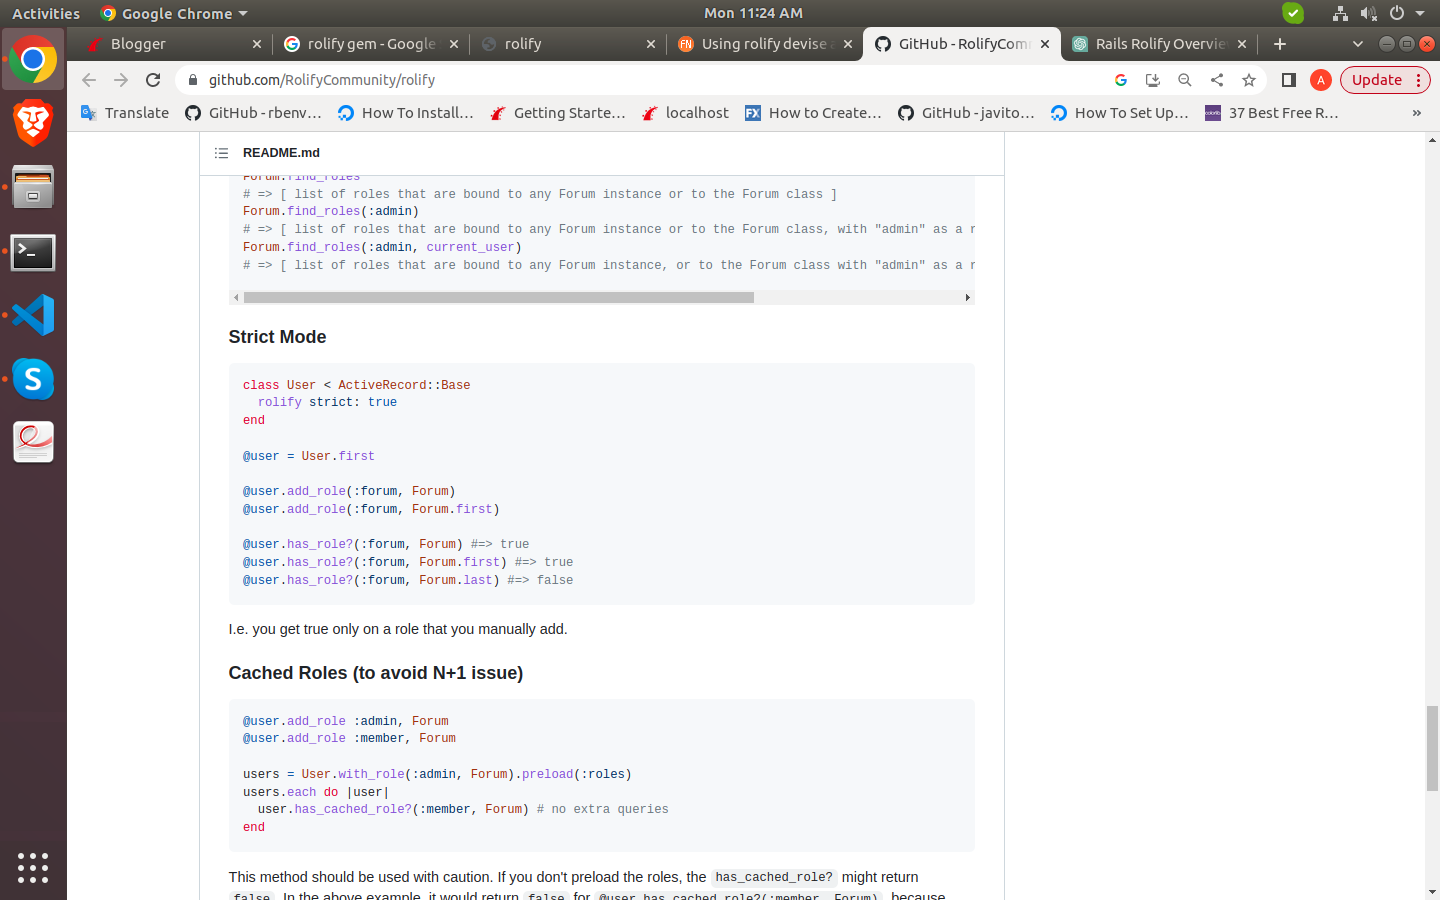 Activities
Google Chrome
Mon 11:24 AM
Blogger
rolify gem - Google
rolify
Using rolify devise a
GitHub - RolifyComm
Rails Rolify Overview
github.com/RolifyCommunity/rolify
A
Update
Translate
GitHub - rbenv…
How To Install…
Getting Starte…
localhost
How to Create…
GitHub - javito…
How To Set Up…
37 Best Free R…
»
README.md
Forum.find_roles
# => [ list of roles that are bound to any Forum instance or to the Forum class ]
Forum.find_roles(:admin)
# => [ list of roles that are bound to any Forum instance or to the Forum class, with "admin" as a r
Forum.find_roles(:admin, current_user)
# => [ list of roles that are bound to any Forum instance, or to the Forum class with "admin" as a r
Strict Mode
class User < ActiveRecord::Base
  rolify strict: true
end
@user = User.first
@user.add_role(:forum, Forum)
@user.add_role(:forum, Forum.first)
@user.has_role?(:forum, Forum) #=> true
@user.has_role?(:forum, Forum.first) #=> true
@user.has_role?(:forum, Forum.last) #=> false
I.e. you get true only on a role that you manually add.
Cached Roles (to avoid N+1 issue)
@user.add_role :admin, Forum
@user.add_role :member, Forum
users = User.with_role(:admin, Forum).preload(:roles)
users.each do |user|
  user.has_cached_role?(:member, Forum) # no extra queries
end
This method should be used with caution. If you don't preload the roles, the has_cached_role? might return
false. In the above example, it would return false for @user.has_cached_role?(:member, Forum), because